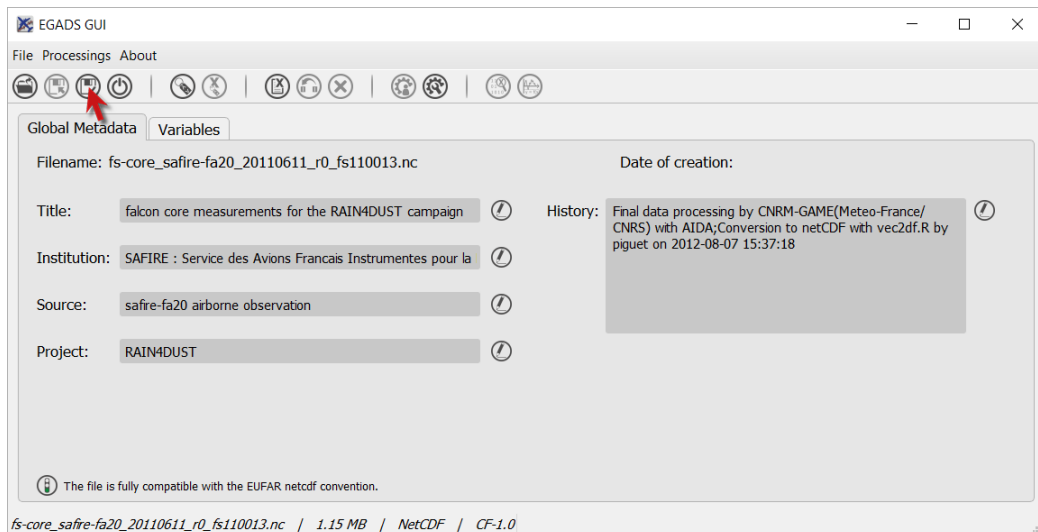 EGADS GUI
File Processings About
Global Metadata Variables
Filename: fs-core_safire-fa20_20110611_r0_fs110013.nc
Date of creation:
Title: falcon core measurements for the RAIN4DUST campaign
History: Final data processing by CNRM-GAME(Meteo-France/
CNRS) with AIDA;Conversion to netCDF with vec2df.R by
piguet on 2012-08-07 15:37:18
Institution: SAFIRE : Service des Avions Francais Instrumentes pour la
Source: safire-fa20 airborne observation
Project: RAIN4DUST
The file is fully compatible with the EUFAR netcdf convention.
fs-core_safire-fa20_20110611_r0_fs110013.nc | 1.15 MB | NetCDF | CF-1.0